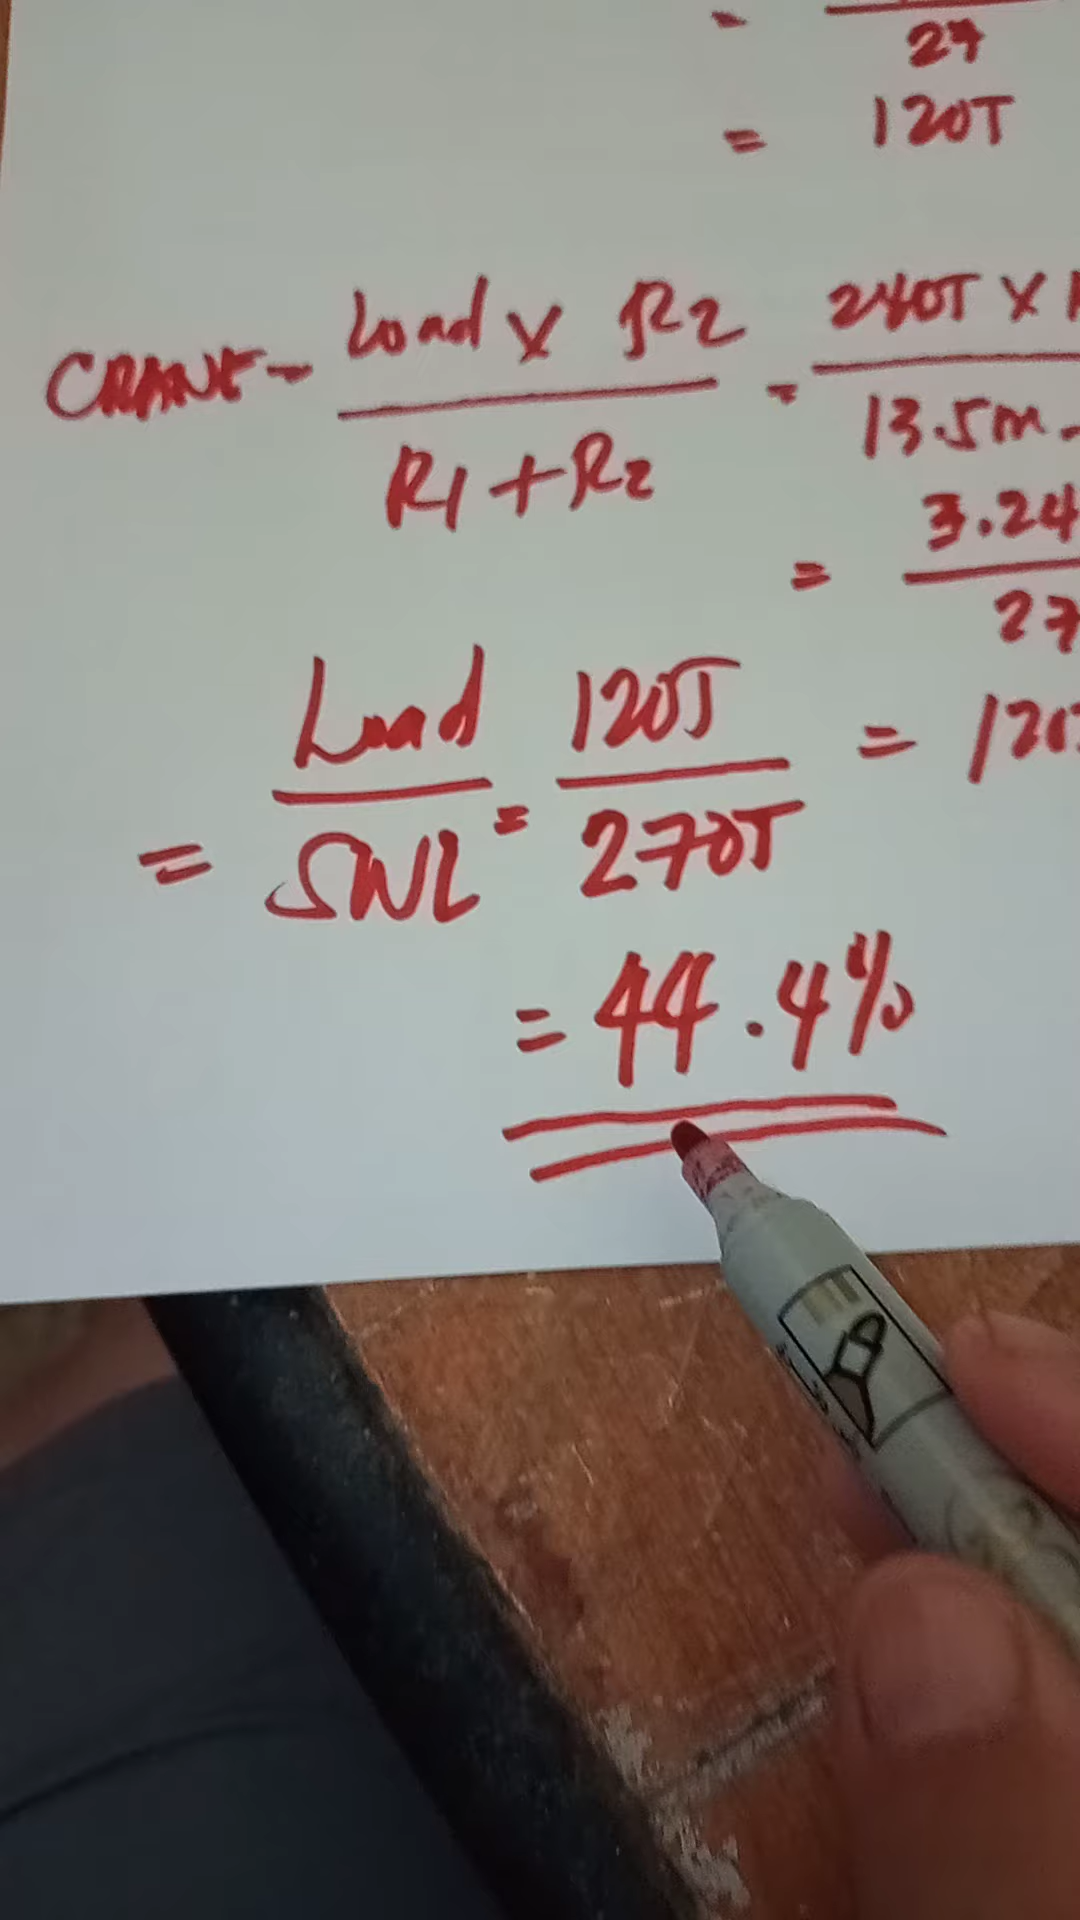 =
27
= 120T
CRANE - Load x R2 = 240T x
R1 + R2 13.5m
= 3.24
27
Load = 120T = 120
= SWL 270T
= 44.4%